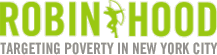 ROBIN HOOD
TARGETING POVERTY IN NEW YORK CITY